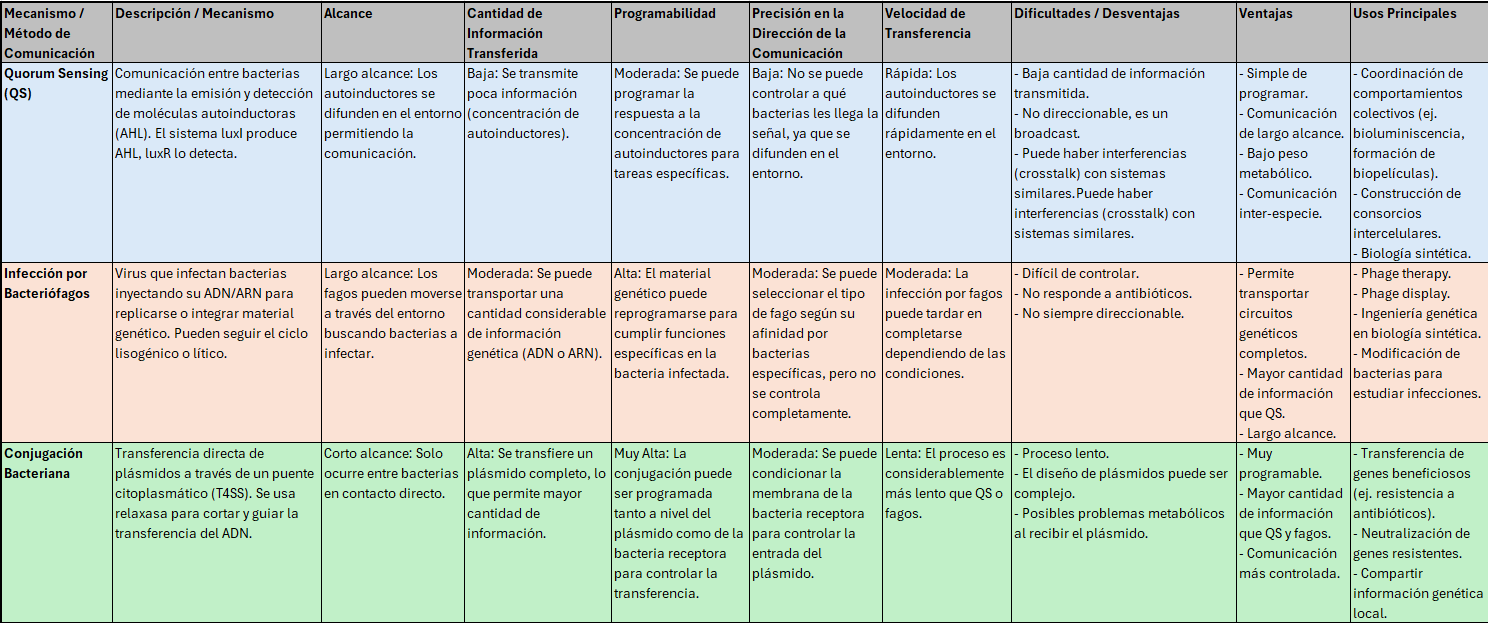 Mecanismo /
Método de
Comunicación
Descripción / Mecanismo
Alcance
Cantidad de
Información
Transferida
Programabilidad
Precisión en la
Dirección de la
Comunicación
Velocidad de
Transferencia
Dificultades / Desventajas
Ventajas
Usos Principales
Quorum Sensing
(QS)
Comunicación entre bacterias
mediante la emisión y detección
de moléculas autoinductoras
(AHL). El sistema luxI produce
AHL, luxR lo detecta.
Largo alcance: Los
autoinductores se
difunden en el entorno
permitiendo la
comunicación.
Baja: Se transmite
poca información
(concentración de
autoinductores).
Moderada: Se puede
programar la
respuesta a la
concentración de
autoinductores para
tareas específicas.
Baja: No se puede
controlar a qué
bacterias les llega la
señal, ya que se
difunden en el
entorno.
Rápida: Los
autoinductores se
difunden
rápidamente en el
entorno.
- Baja cantidad de información
transmitida.
- No direccionable, es un
broadcast.
- Puede haber interferencias
(crosstalk) con sistemas
similares.Puede haber
interferencias (crosstalk) con
sistemas similares.
- Simple de
programar.
- Comunicación
de largo alcance.
- Bajo peso
metabólico.
- Comunicación
inter-especie.
- Coordinación de
comportamientos
colectivos (ej.
bioluminiscencia,
formación de
biopelículas).
- Construcción de
consorcios
intercelulares.
- Biología sintética.
Infección por
Bacteriófagos
Virus que infectan bacterias
inyectando su ADN/ARN para
replicarse o integrar material
genético. Pueden seguir el ciclo
lisogénico o lítico.
Largo alcance: Los
fagos pueden moverse
a través del entorno
buscando bacterias a
infectar.
Moderada: Se puede
transportar una
cantidad considerable
de información
genética (ADN o ARN).
Alta: El material
genético puede
reprogramarse para
cumplir funciones
específicas en la
bacteria infectada.
Moderada: Se puede
seleccionar el tipo
de fago según su
afinidad por
bacterias
específicas, pero no
se controla
completamente.
Moderada: La
infección por fagos
puede tardar en
completarse
dependiendo de las
condiciones.
- Difícil de controlar.
- No responde a antibióticos.
- No siempre direccionable.
- Permite
transportar
circuitos
genéticos
completos.
- Mayor cantidad
de información
que QS.
- Largo alcance.
- Phage therapy.
- Phage display.
- Ingeniería genética
en biología sintética.
- Modificación de
bacterias para
estudiar infecciones.
Conjugación
Bacteriana
Transferencia directa de
plásmidos a través de un puente
citoplasmático (T4SS). Se usa
relaxasa para cortar y guiar la
transferencia del ADN.
Corto alcance: Solo
ocurre entre bacterias
en contacto directo.
Alta: Se transfiere un
plásmido completo, lo
que permite mayor
cantidad de
información.
Muy Alta: La
conjugación puede
ser programada
tanto a nivel del
plásmido como de la
bacteria receptora
para controlar la
transferencia.
Moderada: Se puede
condicionar la
membrana de la
bacteria receptora
para controlar la
entrada del
plásmido.
Lenta: El proceso es
considerablemente
más lento que QS o
fagos.
- Proceso lento.
- El diseño de plásmidos puede ser
complejo.
- Posibles problemas metabólicos
al recibir el plásmido.
- Muy
programable.
- Mayor cantidad
de información
que QS y fagos.
- Comunicación
más controlada.
- Transferencia de
genes beneficiosos
(ej. resistencia a
antibióticos).
- Neutralización de
genes resistentes.
- Compartir
información genética
local.